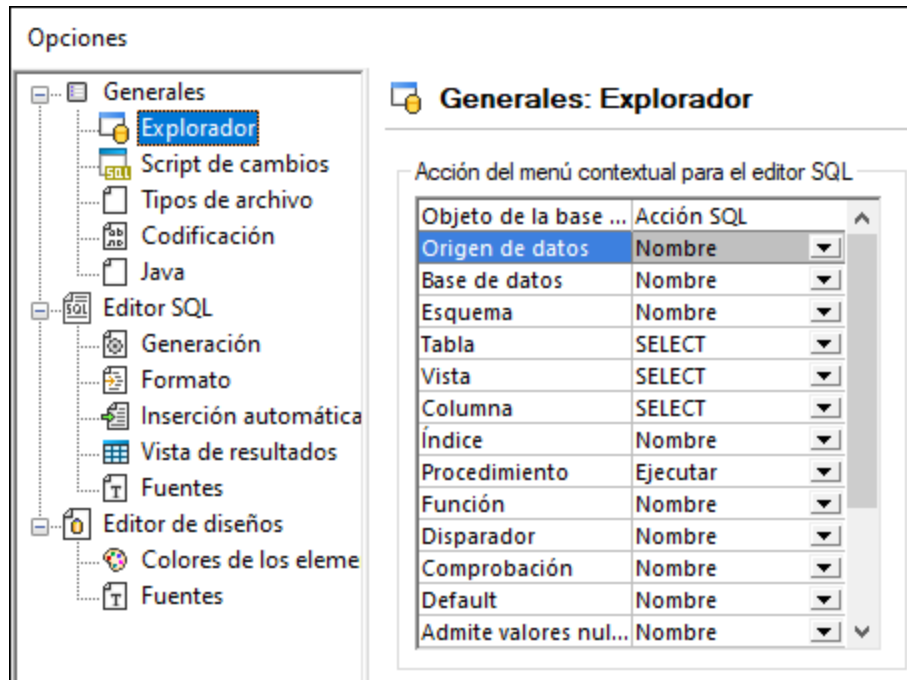 Opciones
Generales
Explorador
Script de cambios
Tipos de archivo
Codificación
Java
Editor SQL
Generación
Formato
Inserción automática
Vista de resultados
Fuentes
Editor de diseños
Colores de los eleme
Fuentes
Generales: Explorador
Acción del menú contextual para el editor SQL
Objeto de la base ... Acción SQL
Origen de datos Nombre
Base de datos Nombre
Esquema Nombre
Tabla SELECT
Vista SELECT
Columna SELECT
Índice Nombre
Procedimiento Ejecutar
Función Nombre
Disparador Nombre
Comprobación Nombre
Default Nombre
Admite valores nul... Nombre